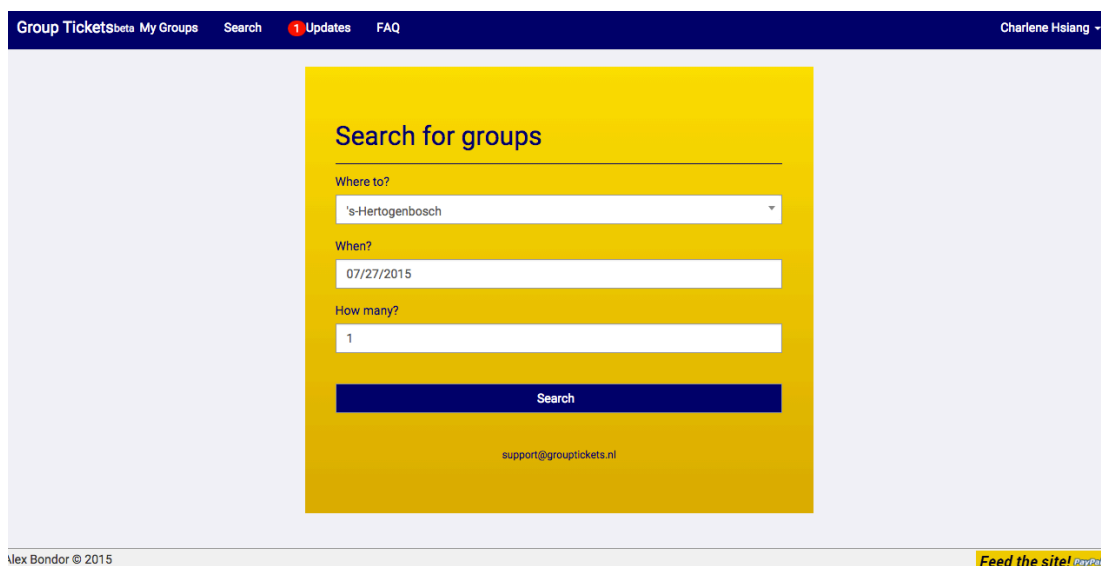 Group Ticketsbeta My Groups Search 1 Updates FAQ Charlene Hsiang
Search for groups
Where to?
's-Hertogenbosch
When?
07/27/2015
How many?
1
Search
support@grouptickets.nl
Alex Bondor © 2015 Feed the site! PayPal